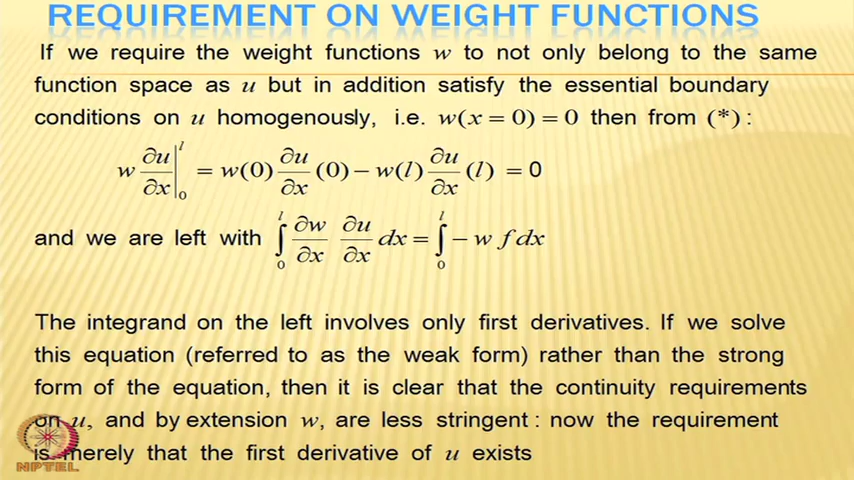 REQUIREMENT ON WEIGHT FUNCTIONS
If we require the weight functions w to not only belong to the same
function space as u but in addition satisfy the essential boundary
conditions on u homogenously, i.e. w(x = 0) = 0 then from (*) :
w ∂u/∂x |₀ˡ = w(0) ∂u/∂x (0) − w(l) ∂u/∂x (l) = 0
and we are left with ∫₀ˡ ∂w/∂x ∂u/∂x dx = ∫₀ˡ − w f dx
The integrand on the left involves only first derivatives. If we solve
this equation (referred to as the weak form) rather than the strong
form of the equation, then it is clear that the continuity requirements
on u, and by extension w, are less stringent : now the requirement
is merely that the first derivative of u exists
NPTEL